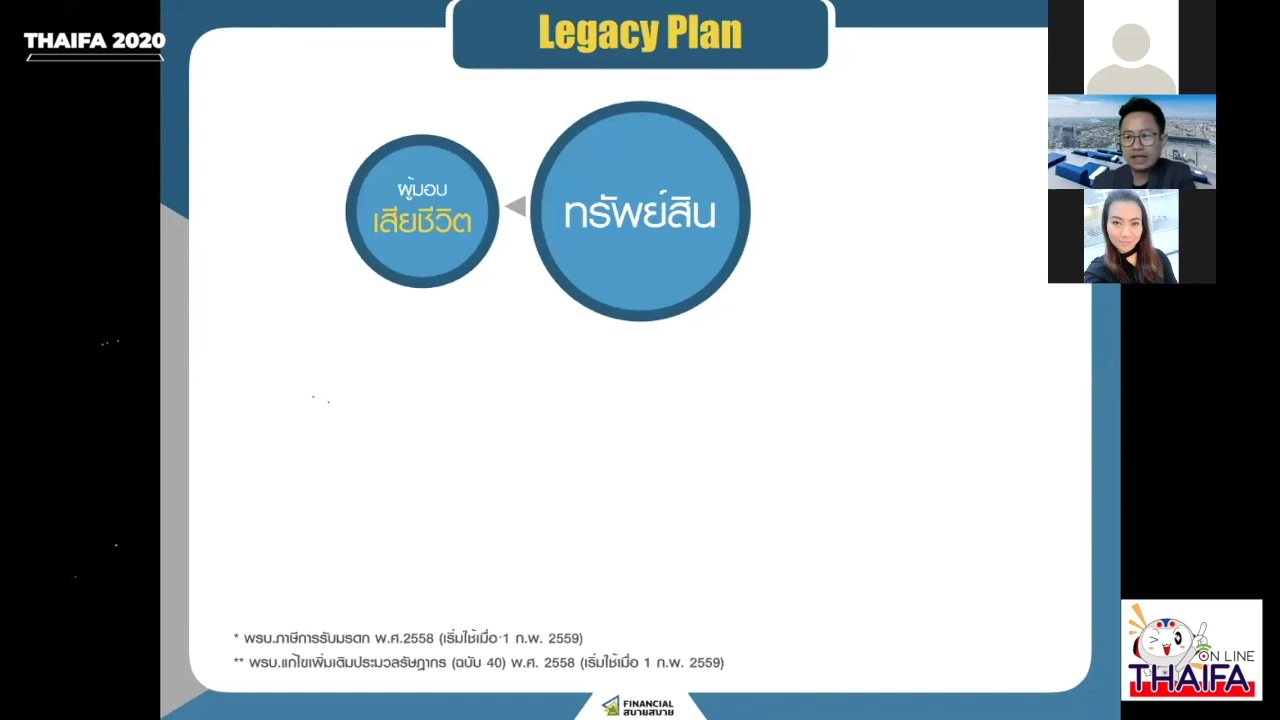 THAIFA 2020
Legacy Plan
ผู้มอบ
เสียชีวิต
ทรัพย์สิน
* พรบ.ภาษีการรับมรดก พ.ศ.2558 (เริ่มใช้เมื่อ 1 ก.พ. 2559)
** พรบ.แก้ไขเพิ่มเติมประมวลรัษฎากร (ฉบับ 40) พ.ศ. 2558 (เริ่มใช้เมื่อ 1 ก.พ. 2559)
FINANCIAL
สบายสบาย
ON LINE
THAIFA